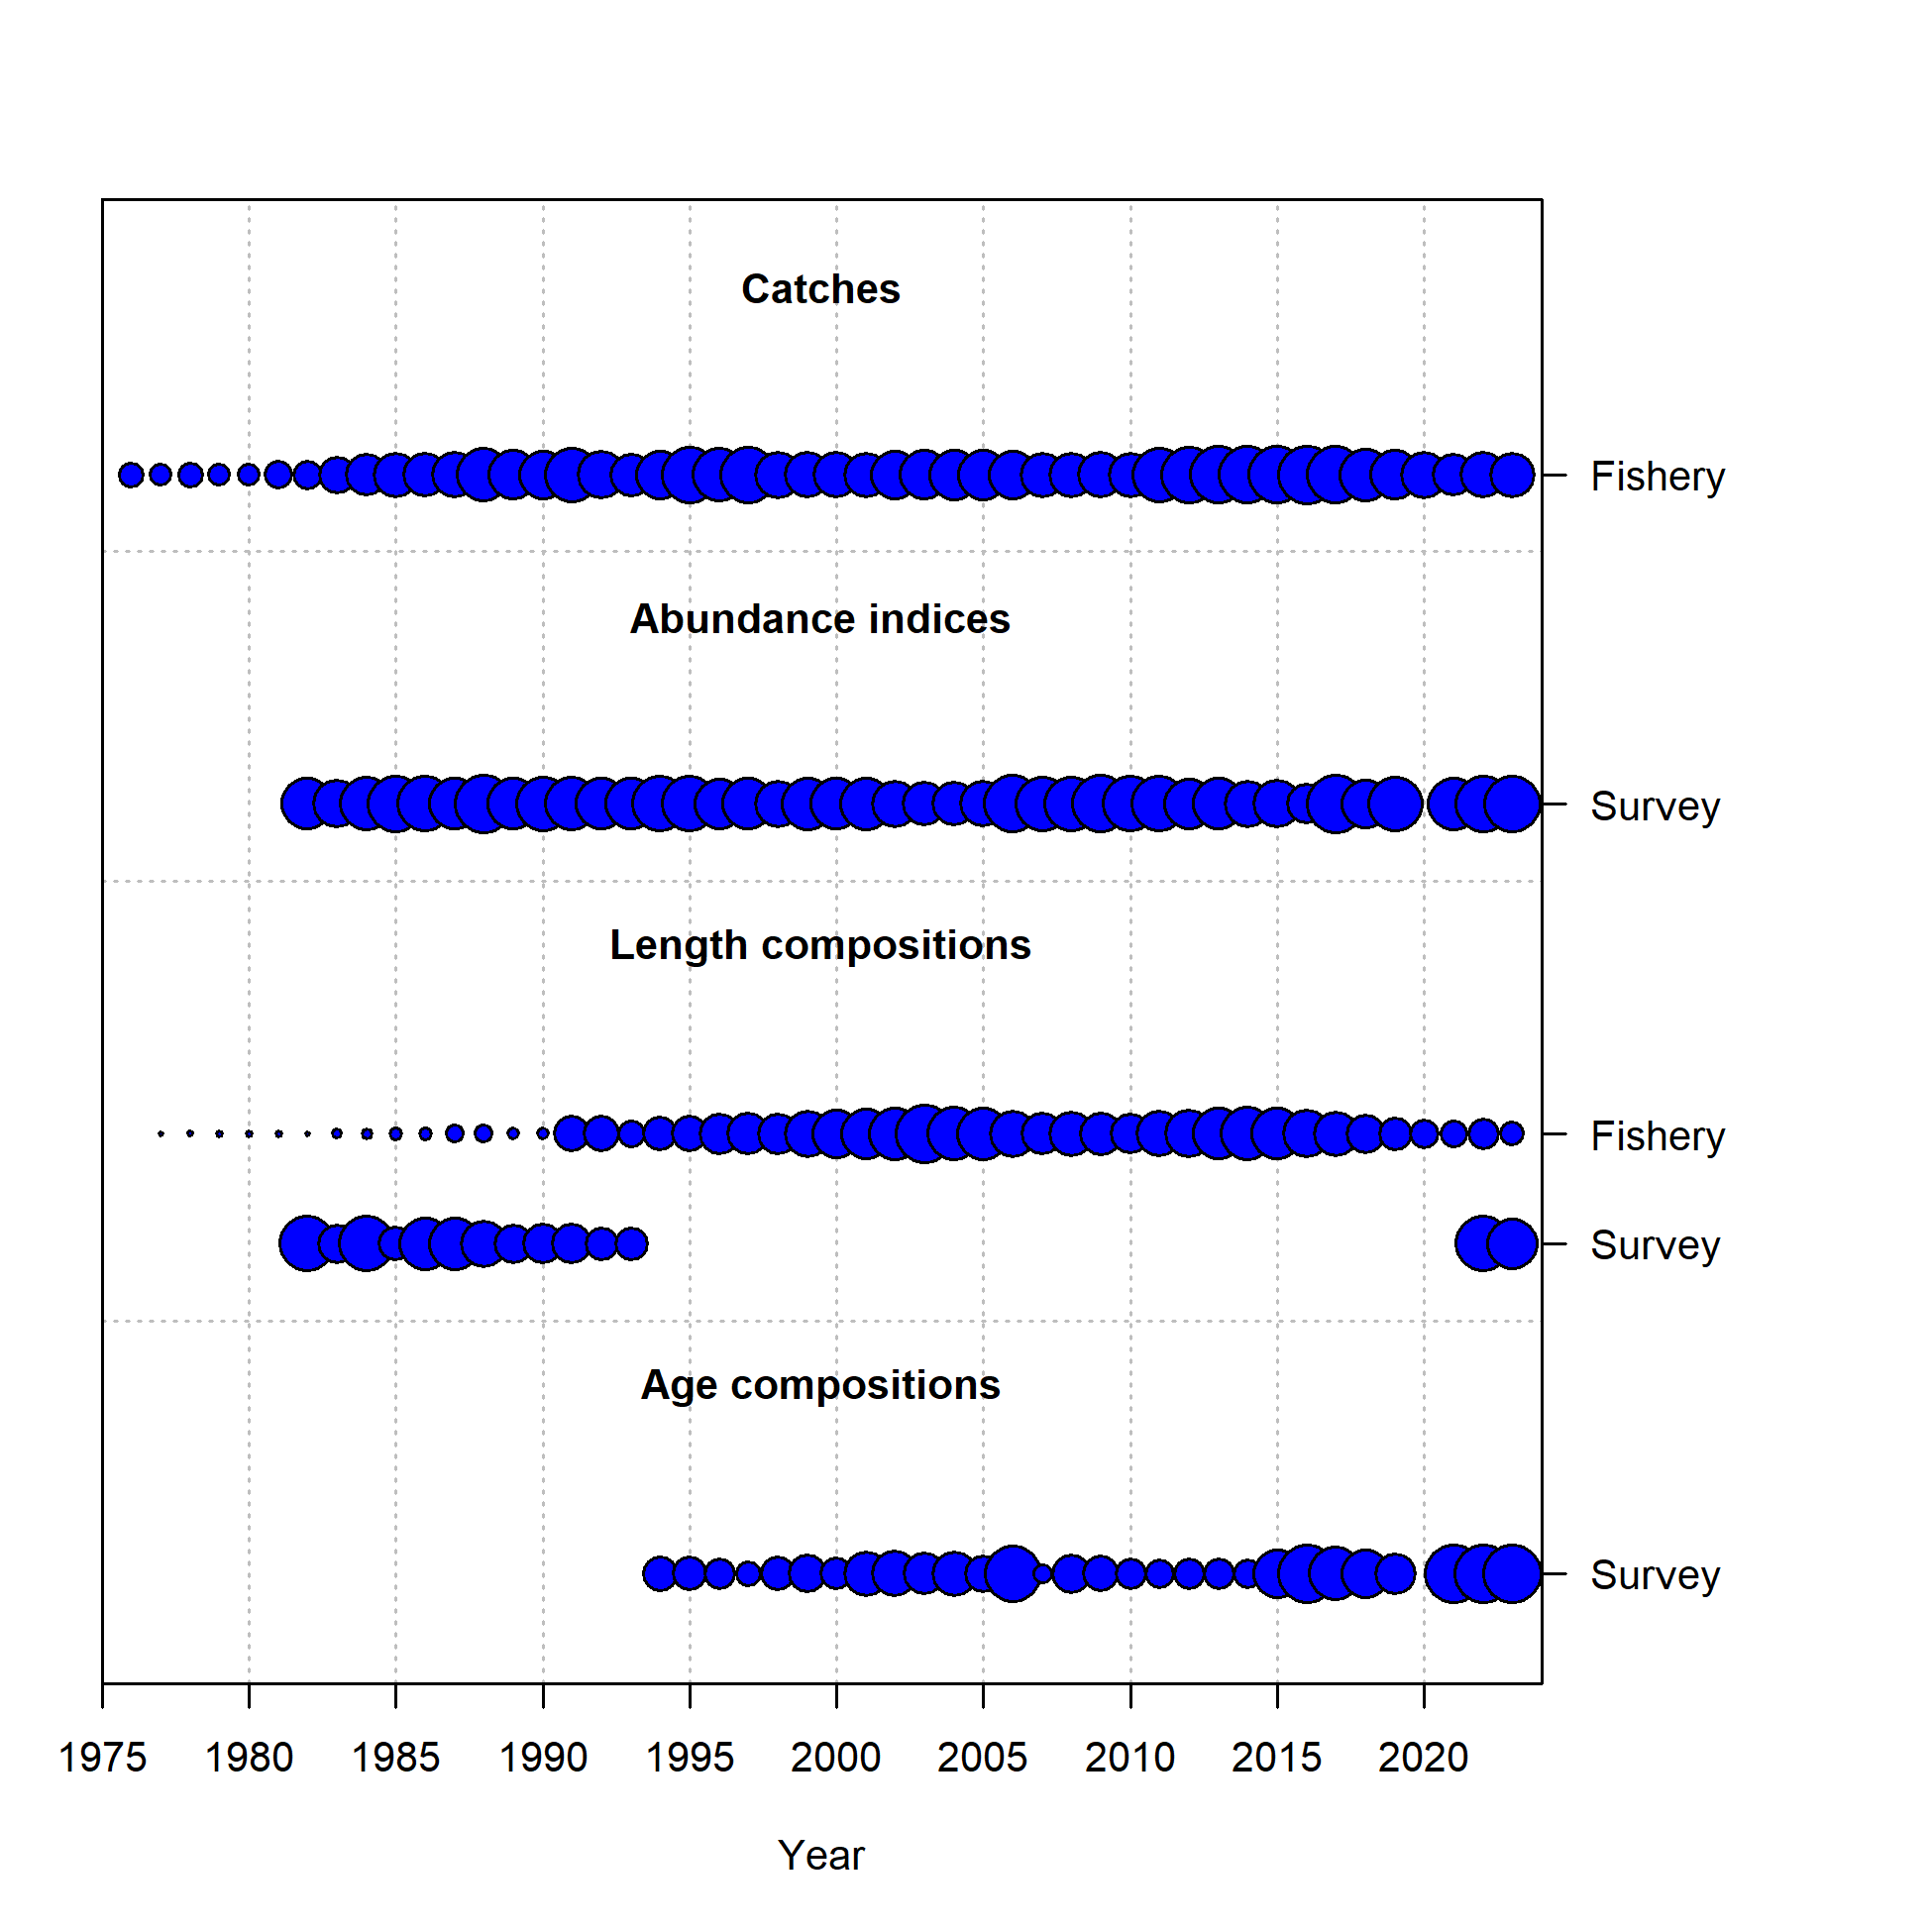 Catches
Fishery
Abundance indices
Survey
Length compositions
Fishery
Survey
Age compositions
Survey
1975 1980 1985 1990 1995 2000 2005 2010 2015 2020
Year